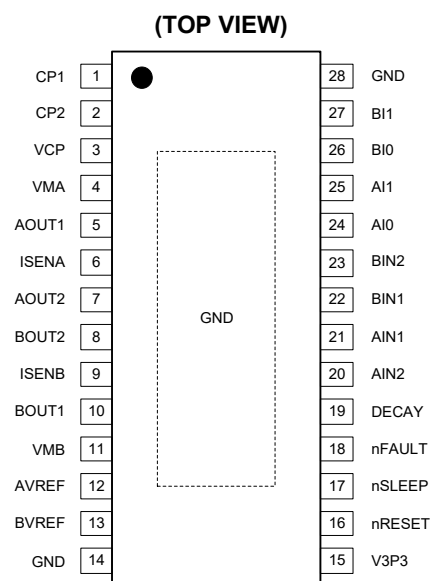 (TOP VIEW)
CP1 1 28 GND
CP2 2 27 BI1
VCP 3 26 BI0
VMA 4 25 AI1
AOUT1 5 24 AI0
ISENA 6 23 BIN2
AOUT2 7 22 BIN1
BOUT2 8 GND 21 AIN1
ISENB 9 20 AIN2
BOUT1 10 19 DECAY
VMB 11 18 nFAULT
AVREF 12 17 nSLEEP
BVREF 13 16 nRESET
GND 14 15 V3P3